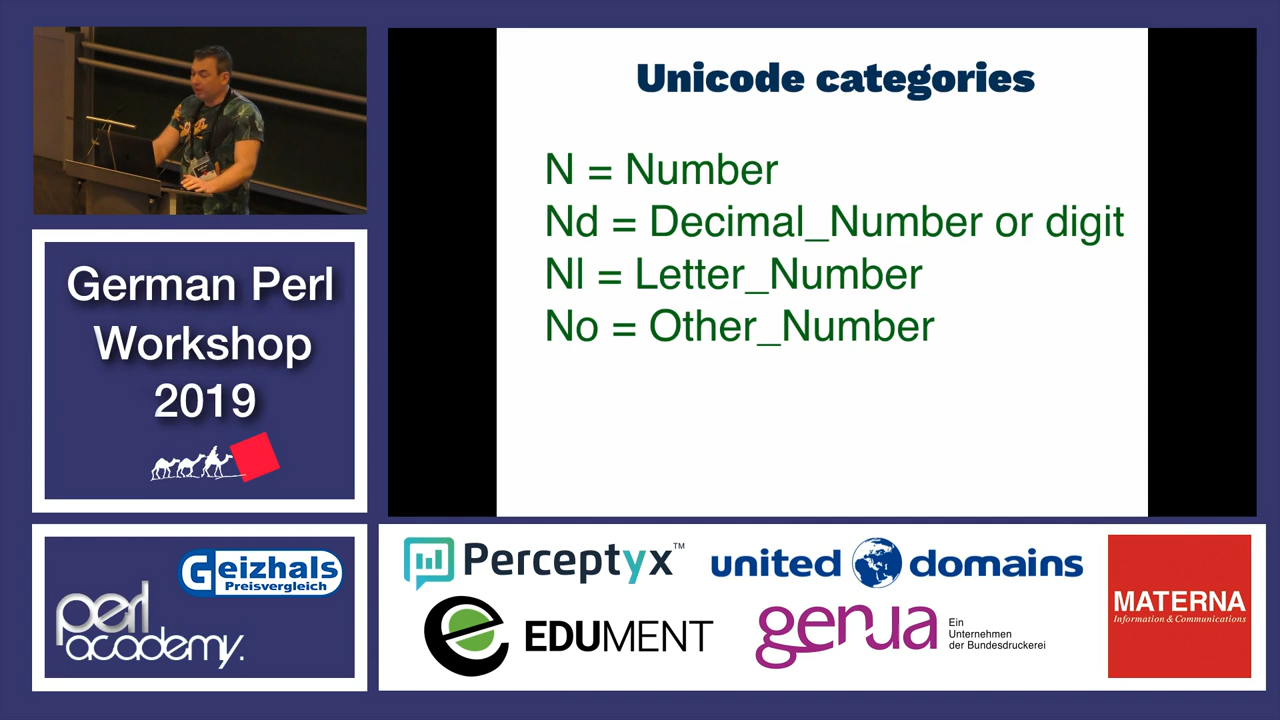 Unicode categories
N = Number
Nd = Decimal_Number or digit
Nl = Letter_Number
No = Other_Number
German Perl
Workshop
2019
Geizhals
Preisvergleich
perl
academy.
Perceptyx™
united domains
EDUMENT
genua
Ein
Unternehmen
der Bundesdruckerei
MATERNA
Information & Communications